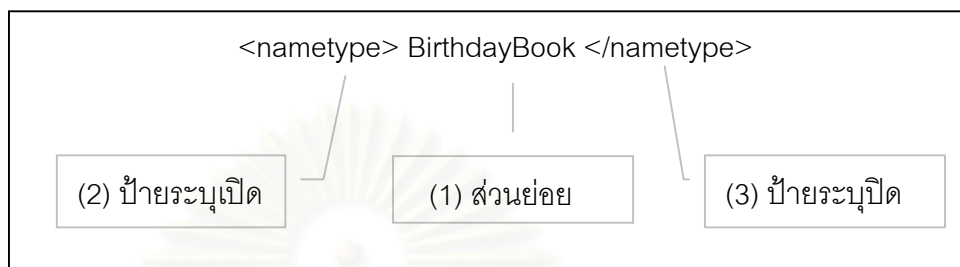 <nametype> BirthdayBook </nametype>
(2) ป้ายระบุเปิด (1) ส่วนย่อย (3) ป้ายระบุปิด